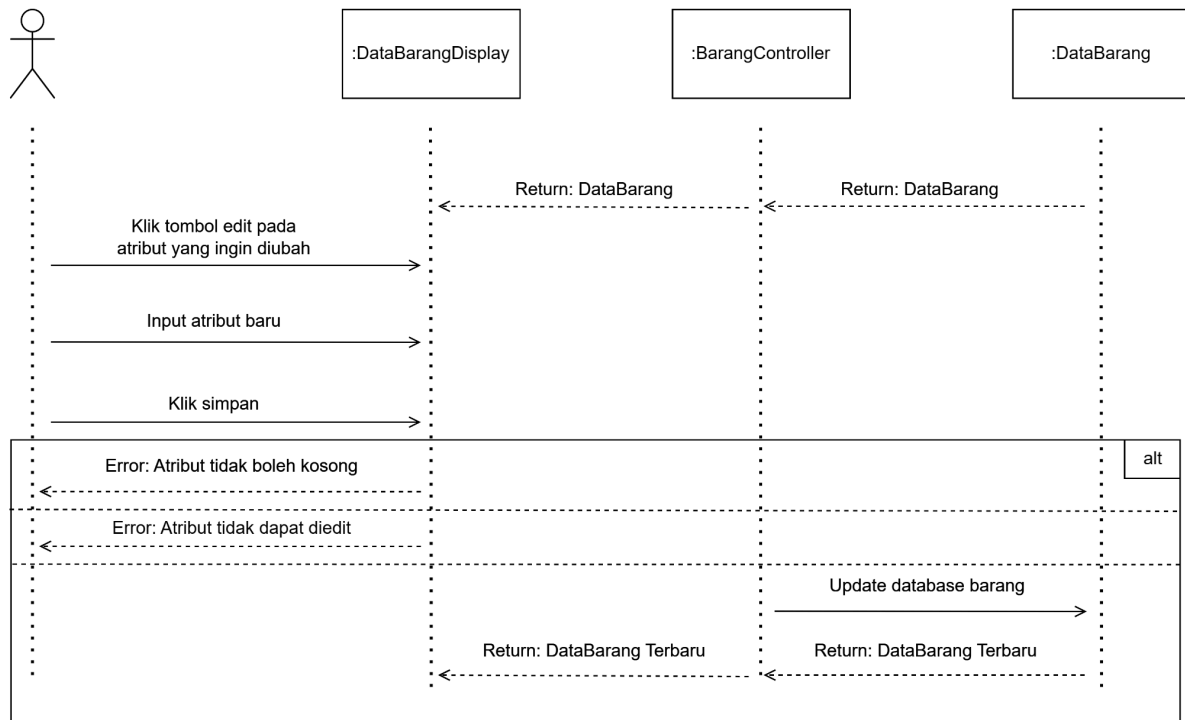 :DataBarangDisplay
:BarangController
:DataBarang
Return: DataBarang
Return: DataBarang
Klik tombol edit pada
atribut yang ingin diubah
Input atribut baru
Klik simpan
alt
Error: Atribut tidak boleh kosong
Error: Atribut tidak dapat diedit
Update database barang
Return: DataBarang Terbaru
Return: DataBarang Terbaru